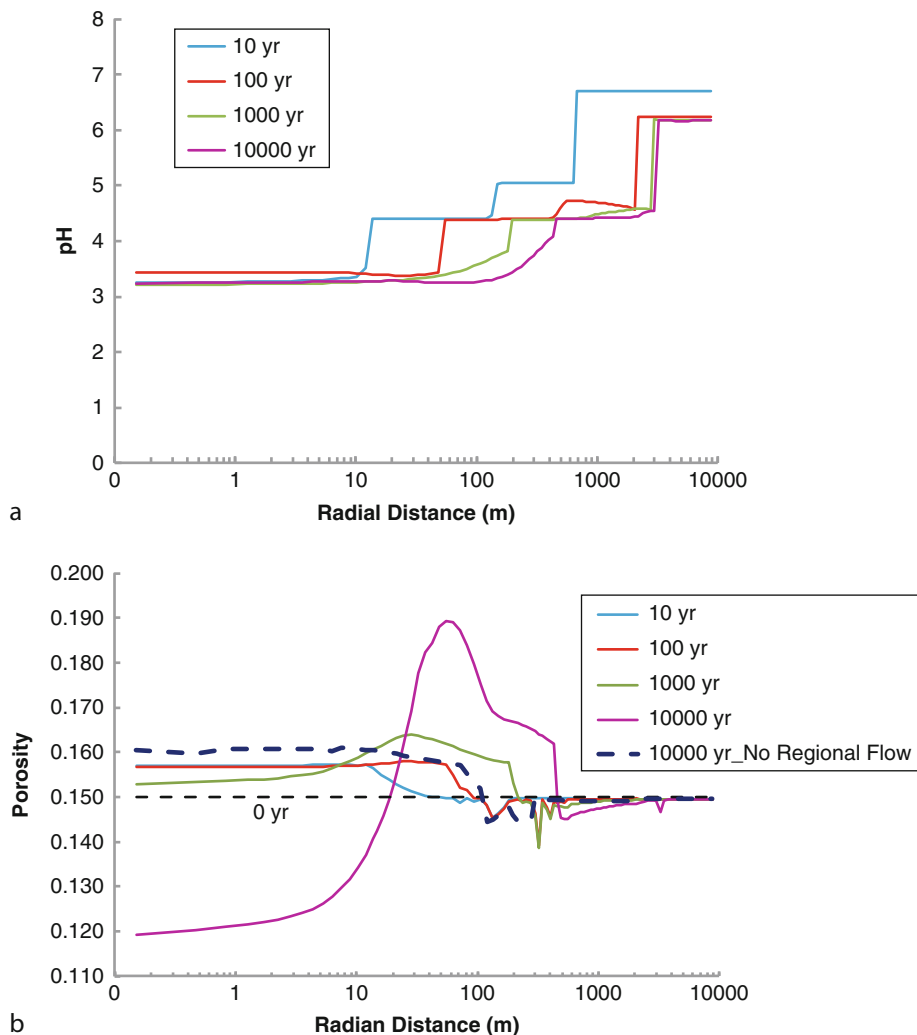 8
7
6
5
4
3
2
1
0
pH
10 yr
100 yr
1000 yr
10000 yr
0 1 10 100 1000 10000
Radial Distance (m)
a
0.200
0.190
0.180
0.170
0.160
0.150
0.140
0.130
0.120
0.110
Porosity
0 yr
10 yr
100 yr
1000 yr
10000 yr
10000 yr_No Regional Flow
0 1 10 100 1000 10000
Radian Distance (m)
b